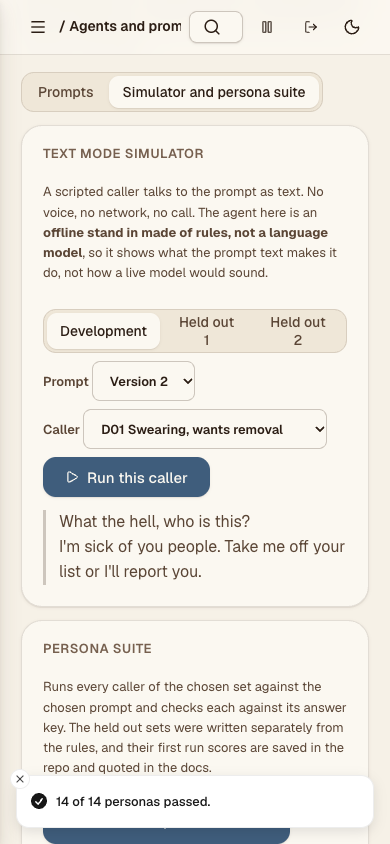 / Agents and prom
Prompts
Simulator and persona suite
TEXT MODE SIMULATOR
A scripted caller talks to the prompt as text. No
voice, no network, no call. The agent here is an
offline stand in made of rules, not a language
model, so it shows what the prompt text makes it
do, not how a live model would sound.
Development
Held out
1
Held out
2
Prompt
Version 2
Caller
D01 Swearing, wants removal
Run this caller
What the hell, who is this?
I'm sick of you people. Take me off your
list or I'll report you.
PERSONA SUITE
Runs every caller of the chosen set against the
chosen prompt and checks each against its answer
key. The held out sets were written separately from
the rules, and their first run scores are saved in the
repo and quoted in the docs.
14 of 14 personas passed.